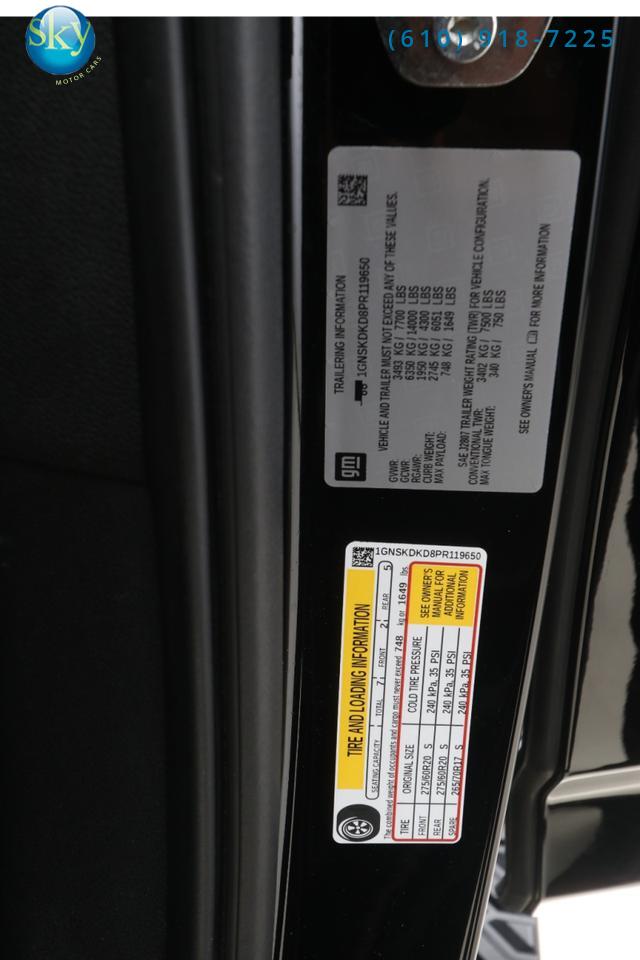 Sky
MOTOR CARS
(610) 918-7225
TRAILERING INFORMATION
1GNSKDKD8PR119650
gm
VEHICLE AND TRAILER MUST NOT EXCEED ANY OF THESE VALUES.
GVWR: 3493 KG/ 7700 LBS
GCWR: 6350 KG/ 14000 LBS
RGAWR: 1950 KG/ 4300 LBS
CURB WEIGHT: 2745 KG/ 6051 LBS
MAX PAYLOAD: 748 KG/ 1649 LBS
SAE J2807 TRAILER WEIGHT RATING (TWR) FOR VEHICLE CONFIGURATION.
CONVENTIONAL TWR: 3402 KG/ 7500 LBS
MAX TONGUE WEIGHT: 340 KG/ 750 LBS
SEE OWNER'S MANUAL FOR MORE INFORMATION
TIRE AND LOADING INFORMATION
SEATING CAPACITY TOTAL 7 FRONT 2 REAR 5
The combined weight of occupants and cargo must never exceed 748 kg or 1649 lbs.
TIRE ORIGINAL SIZE COLD TIRE PRESSURE
FRONT 275/60R20 S 240 kPa, 35 PSI
REAR 275/60R20 S 240 kPa, 35 PSI
SPARE 265/70R17 S 240 kPa, 35 PSI
SEE OWNER'S
MANUAL FOR
ADDITIONAL
INFORMATION
1GNSKDKD8PR119650